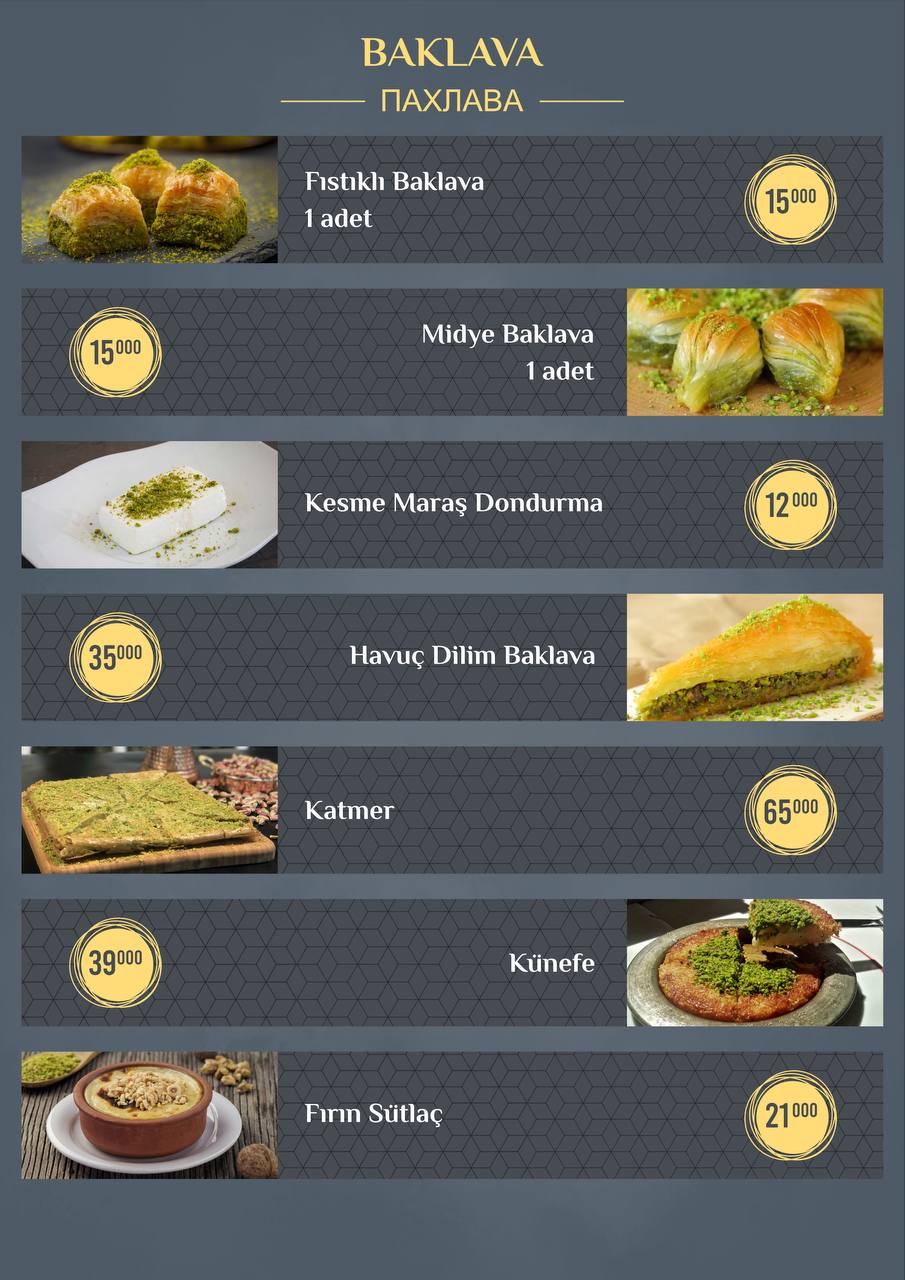 BAKLAVA
ПАХЛАВА
Fıstıklı Baklava
1 adet
15000
15000
Midye Baklava
1 adet
Kesme Maraş Dondurma
12000
35000
Havuç Dilim Baklava
Katmer
65000
39000
Künefe
Fırın Sütlaç
21000